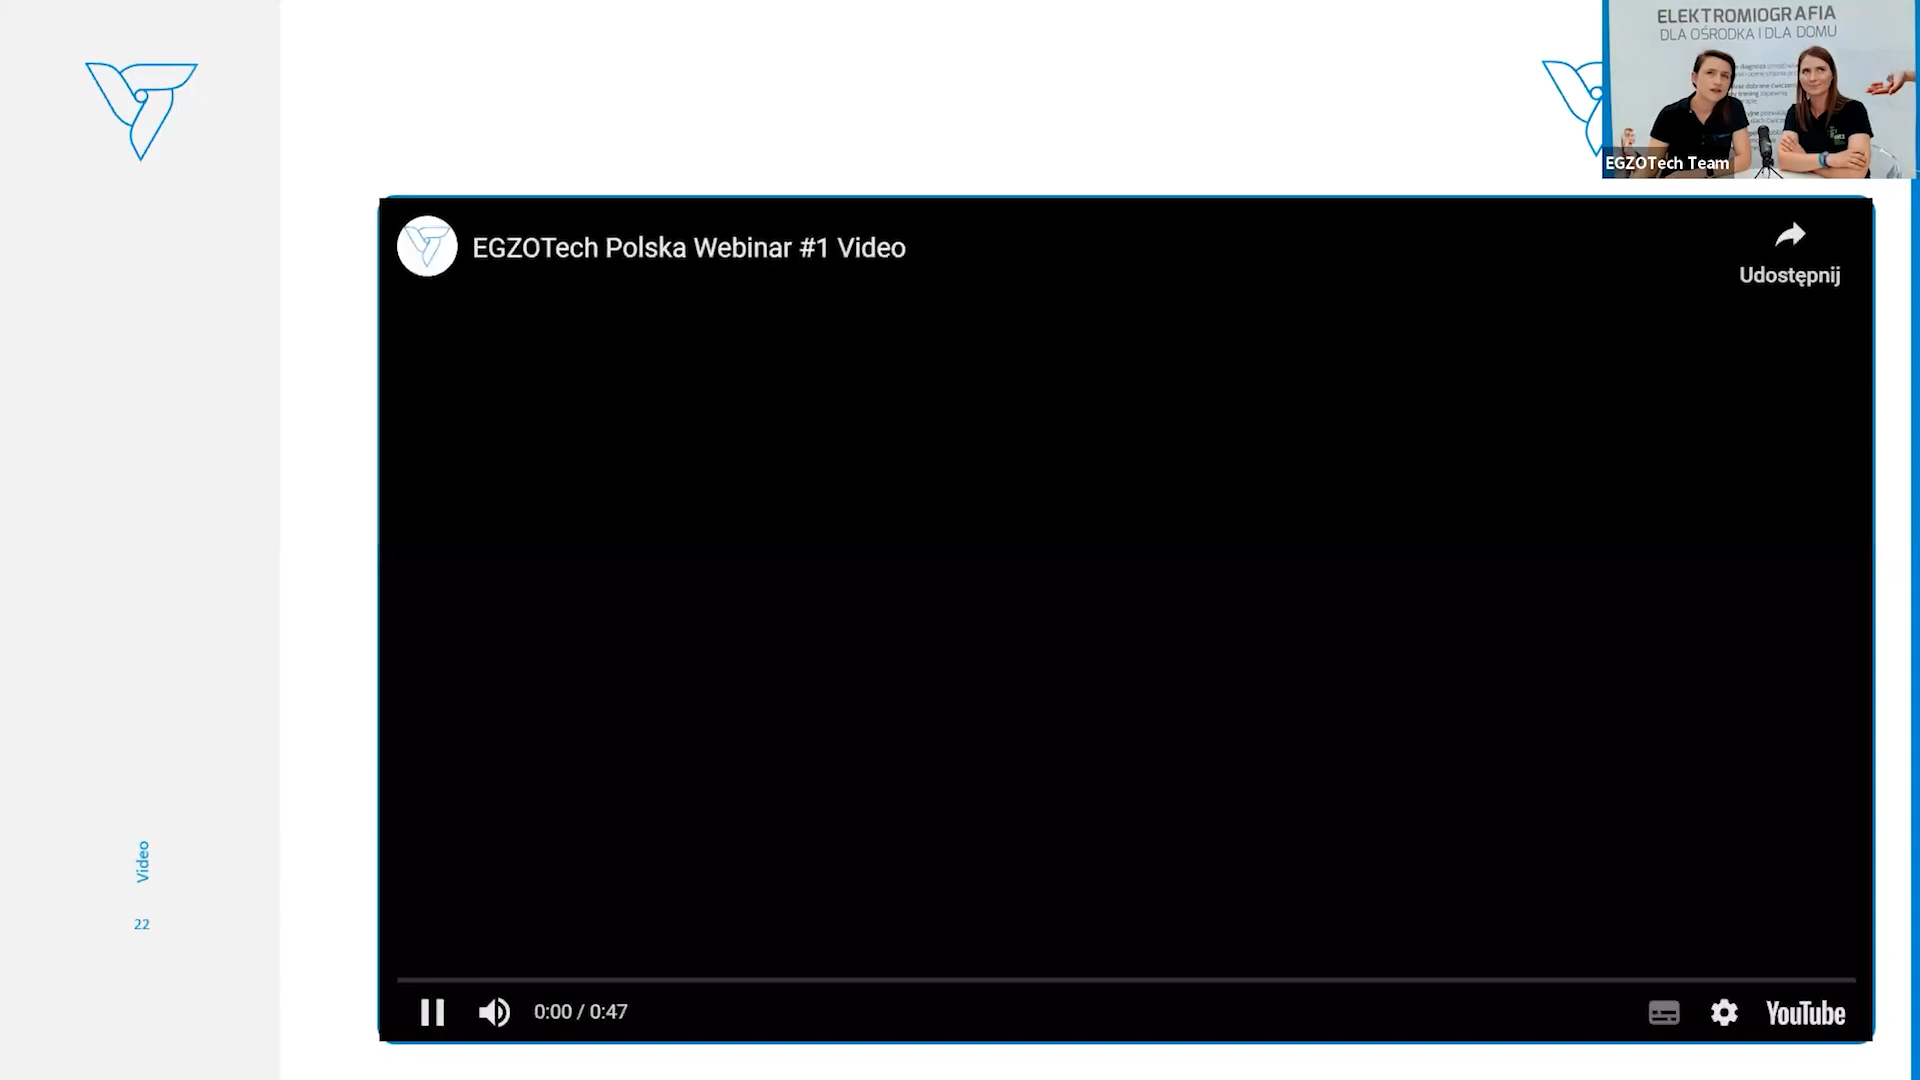 ELEKTROMIOGRAFIA
DLA OŚRODKA I DLA DOMU
EGZOTech Team
EGZOTech Polska Webinar #1 Video
Udostępnij
Video
22
0:00 / 0:47
YouTube